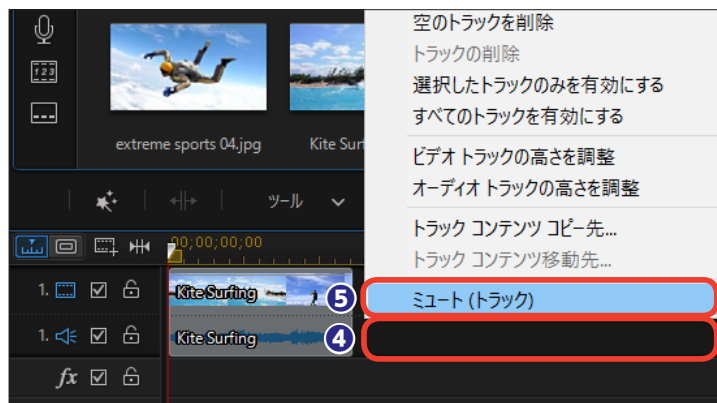 空のトラックを削除
トラックの削除
選択したトラックのみを有効にする
すべてのトラックを有効にする
ビデオ トラックの高さを調整
オーディオ トラックの高さを調整
トラック コンテンツ コピー先...
トラック コンテンツ移動先...
ミュート (トラック)
123
extreme sports 04.jpg
Kite Surf
ツール
00;00;00;00
1.
Kite Surfing
5
1.
Kite Surfing
4
fx